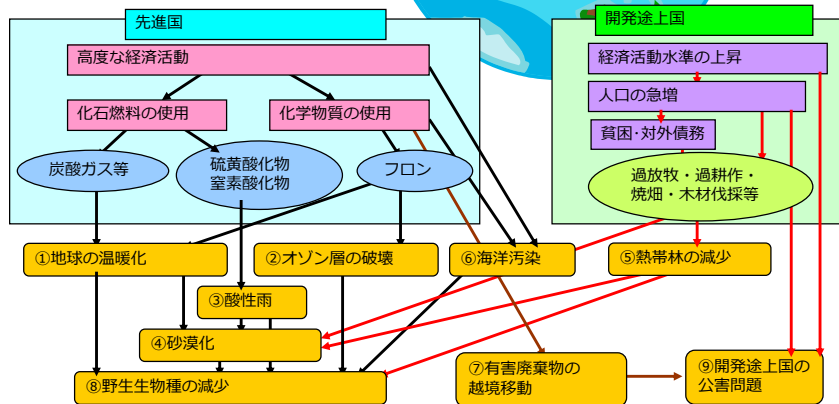 先進国
開発途上国
高度な経済活動
経済活動水準の上昇
人口の急増
化石燃料の使用
化学物質の使用
貧困・対外債務
炭酸ガス等
硫黄酸化物
窒素酸化物
フロン
過放牧・過耕作・
焼畑・木材伐採等
①地球の温暖化
②オゾン層の破壊
⑥海洋汚染
⑤熱帯林の減少
③酸性雨
④砂漠化
⑧野生生物種の減少
⑦有害廃棄物の
越境移動
⑨開発途上国の
公害問題